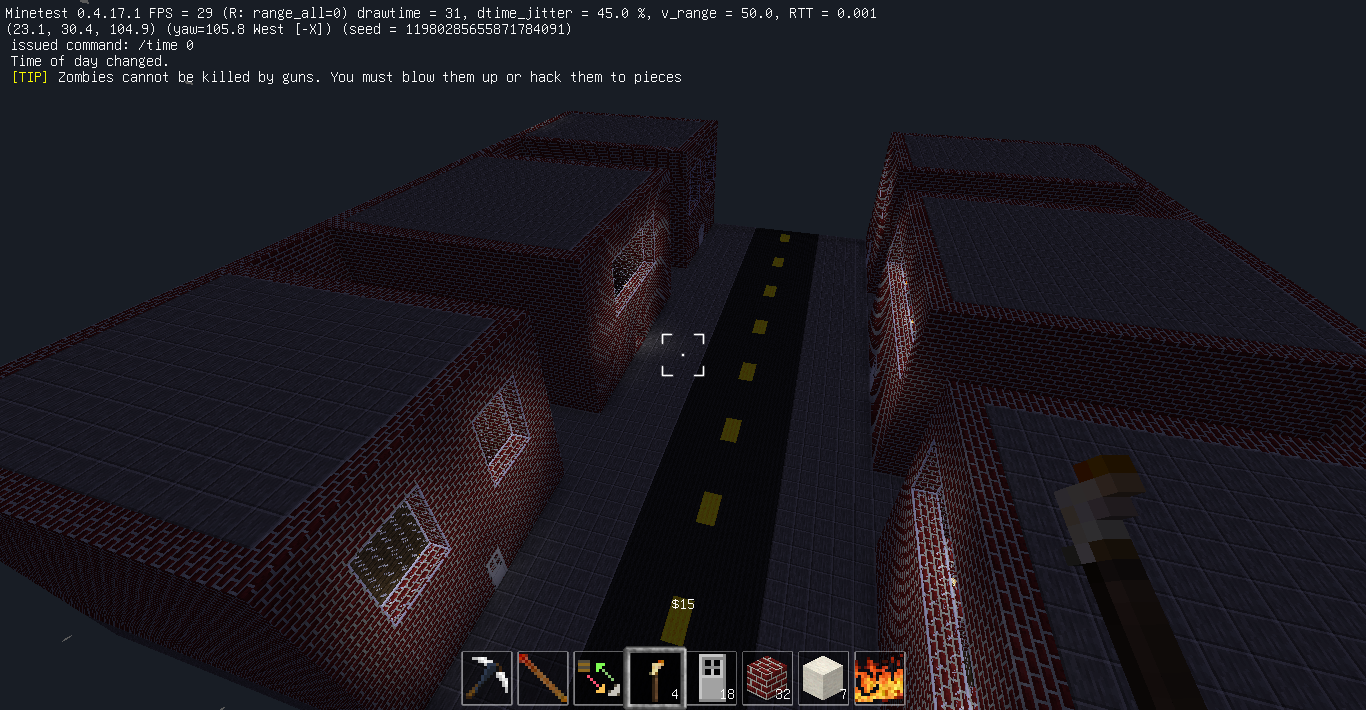 Minetest 0.4.17.1 FPS = 29 (R: range_all=0) drawtime = 31, dtime_jitter = 45.0 %, v_range = 50.0, RTT = 0.001
(23.1, 30.4, 104.9) (yaw=105.8 West [-X]) (seed = 11980285655871784091)
issued command: /time 0
Time of day changed.
[TIP] Zombies cannot be killed by guns. You must blow them up or hack them to pieces
$15
4 18 32 7